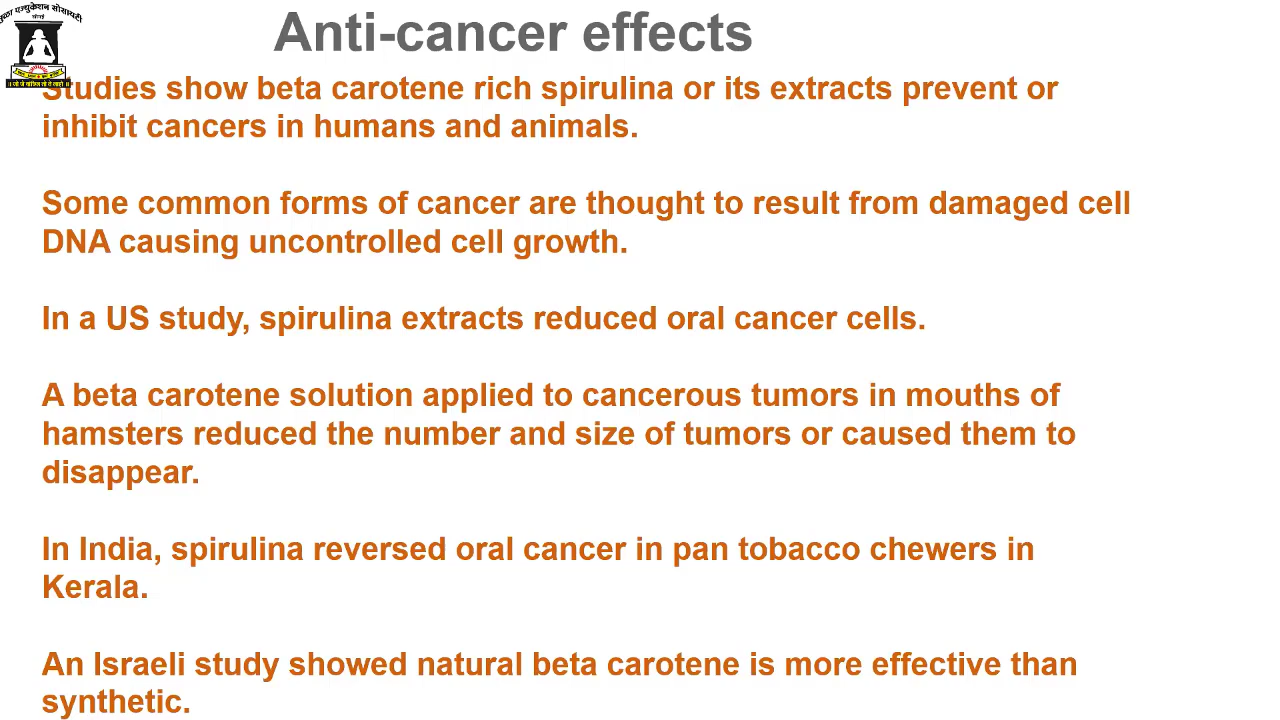 Anti-cancer effects
Studies show beta carotene rich spirulina or its extracts prevent or
inhibit cancers in humans and animals.
Some common forms of cancer are thought to result from damaged cell
DNA causing uncontrolled cell growth.
In a US study, spirulina extracts reduced oral cancer cells.
A beta carotene solution applied to cancerous tumors in mouths of
hamsters reduced the number and size of tumors or caused them to
disappear.
In India, spirulina reversed oral cancer in pan tobacco chewers in
Kerala.
An Israeli study showed natural beta carotene is more effective than
synthetic.